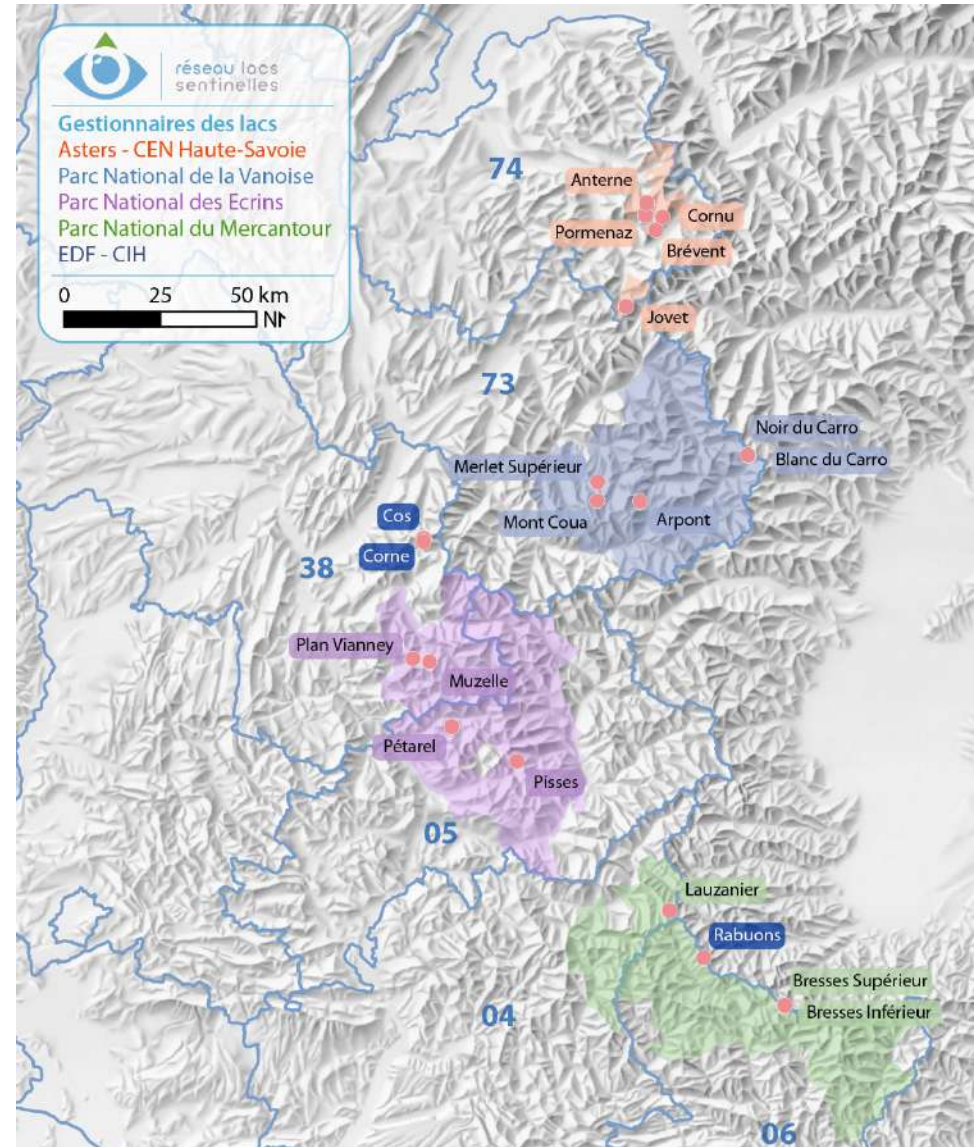 réseau lacs
sentinelles
Gestionnaires des lacs
Asters - CEN Haute-Savoie
Parc National de la Vanoise
Parc National des Ecrins
Parc National du Mercantour
EDF - CIH
0 25 50 km
N
74
Anterne
Cornu
Pormenaz
Brévent
Jovet
73
Noir du Carro
Merlet Supérieur
Blanc du Carro
Mont Coua
Arpont
Cos
Corne
38
Plan Vianney
Muzelle
Pétarel
Pisses
05
Lauzanier
Rabuons
Bresses Supérieur
04
Bresses Inférieur
06